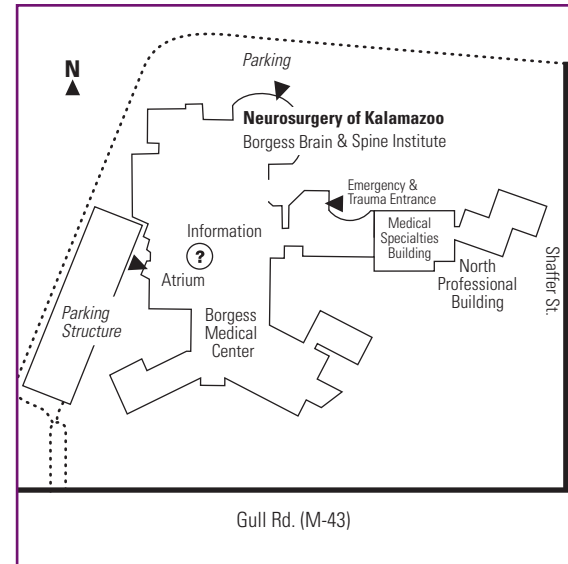 Parking
N
Neurosurgery of Kalamazoo
Borgess Brain & Spine Institute
Emergency &
Trauma Entrance
Medical
Specialties
Building
Information
?
Atrium
North
Professional
Building
Shaffer St.
Parking
Structure
Borgess
Medical
Center
Gull Rd. (M-43)